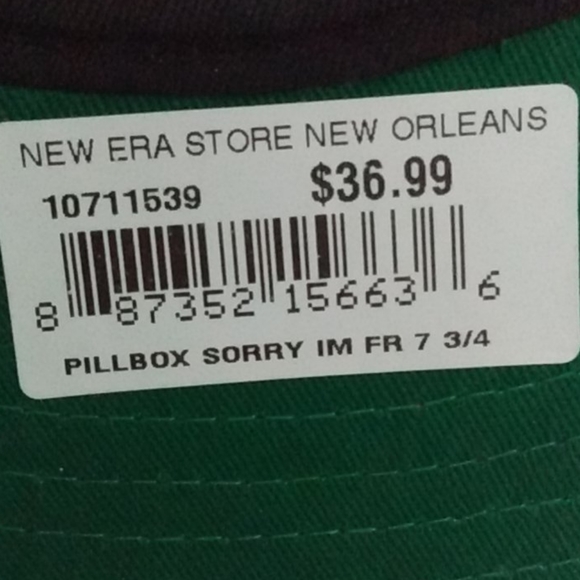 NEW ERA STORE NEW ORLEANS
10711539 $36.99
8 87352 15663 6
PILLBOX SORRY IM FR 7 3/4